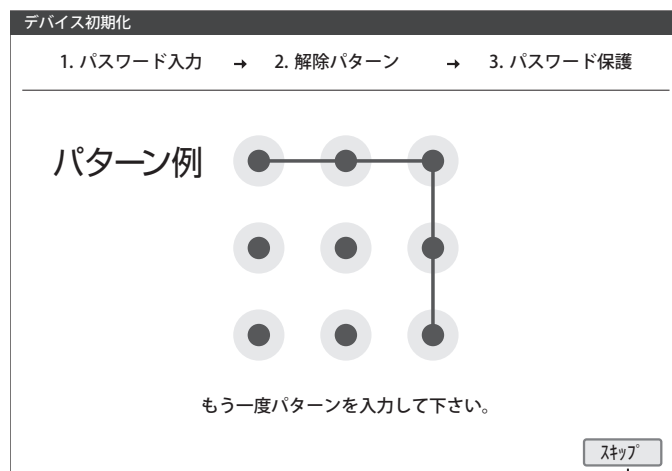 デバイス初期化
1. パスワード入力 → 2. 解除パターン → 3. パスワード保護
パターン例
もう一度パターンを入力して下さい。
ｽｷｯﾌﾟ